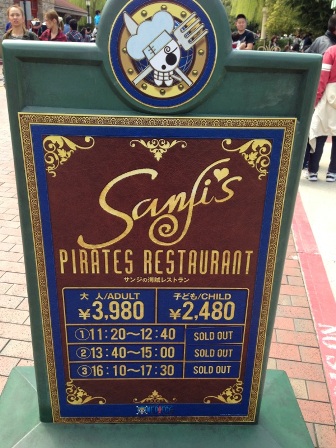 Sanji's
PIRATES RESTAURANT
サンジの海賊レストラン
大 人/ADULT 子ども/CHILD
¥3,980 ¥2,480
①11:20～12:40 SOLD OUT
②13:40～15:00 SOLD OUT
③16:10～17:30 SOLD OUT